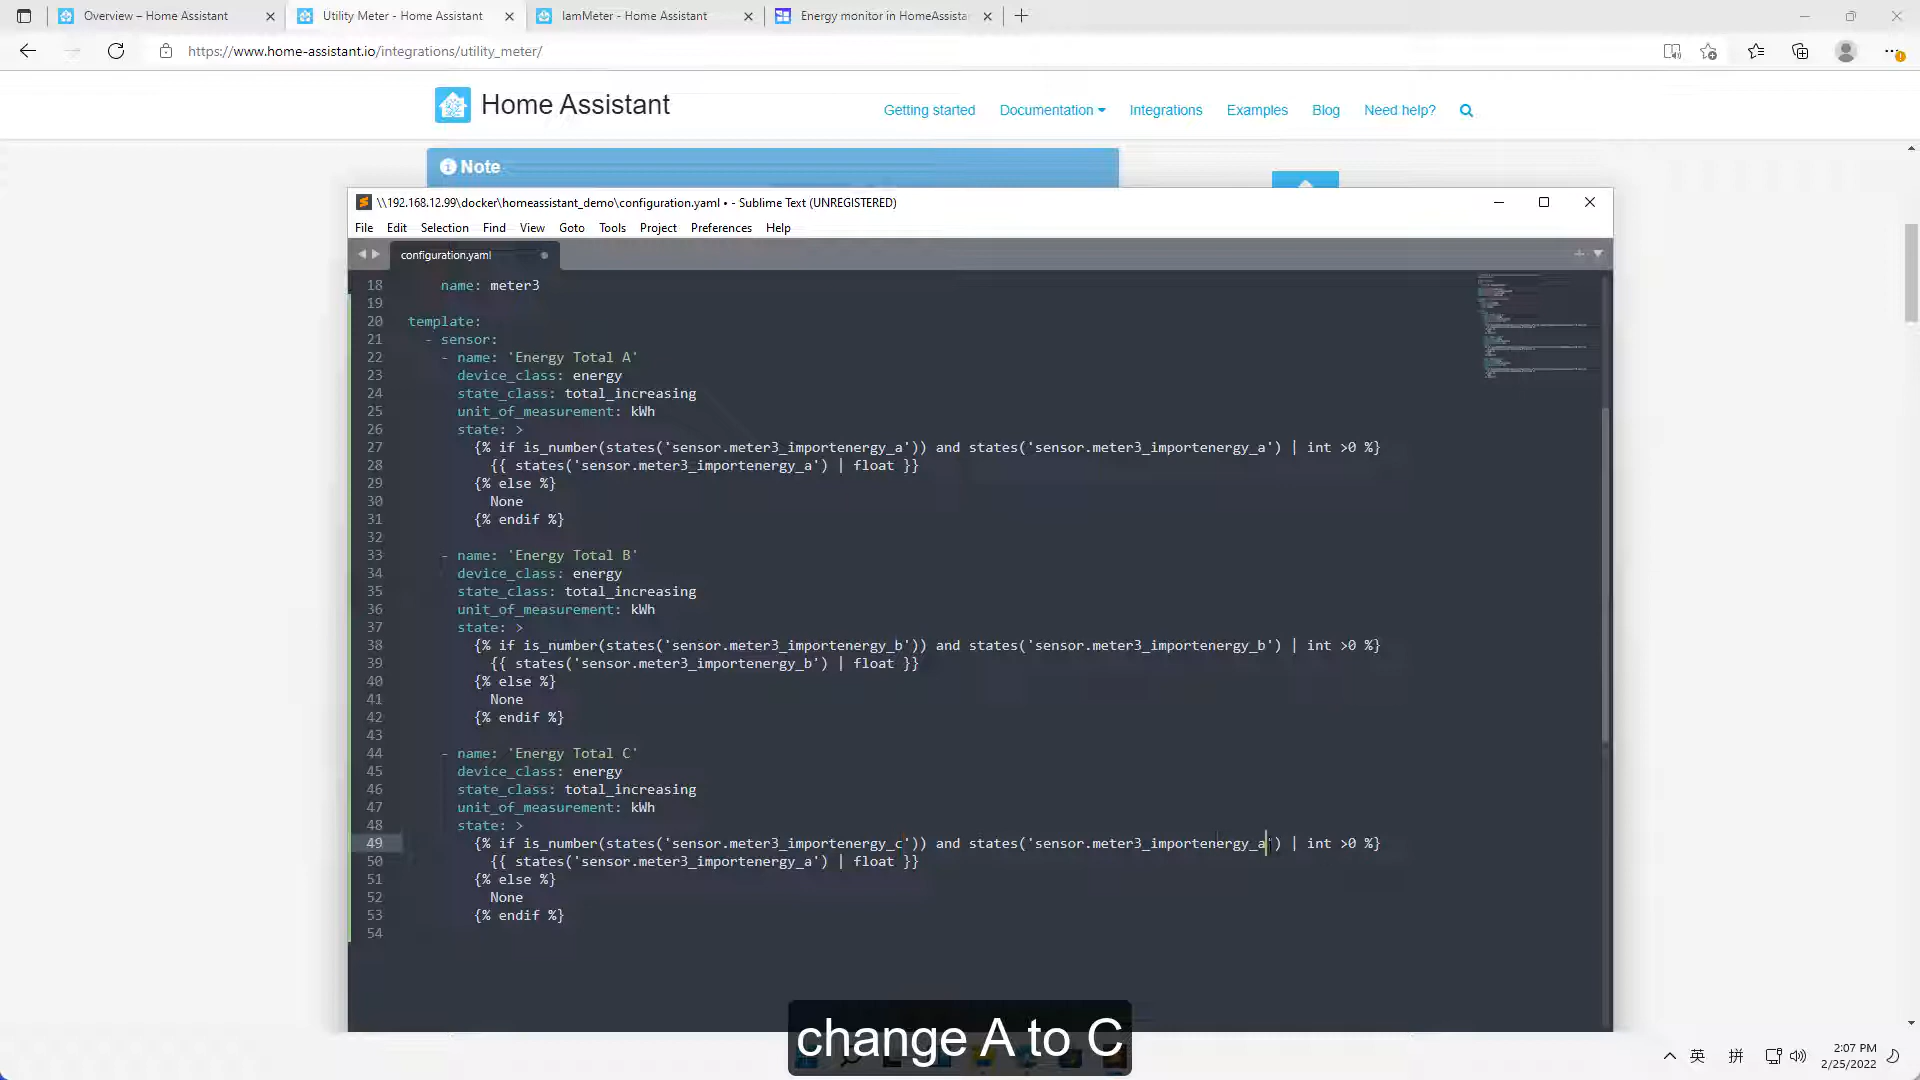 Overview – Home Assistant
Utility Meter - Home Assistant
IamMeter - Home Assistant
Energy monitor in HomeAssista
https://www.home-assistant.io/integrations/utility_meter/
Home Assistant
Getting started
Documentation
Integrations
Examples
Blog
Need help?
Note
\\192.168.12.99\docker\homeassistant_demo\configuration.yaml • - Sublime Text (UNREGISTERED)
File Edit Selection View Goto Tools Project Preferences Help
configuration.yaml
18 name: meter3
19
20 template:
21 - sensor:
22 - name: 'Energy Total A'
23 device_class: energy
24 state_class: total_increasing
25 unit_of_measurement: kWh
26 state: >
27 {% if is_number(states('sensor.meter3_importenergy_a')) and states('sensor.meter3_importenergy_a') | int >0 %}
28 {{ states('sensor.meter3_importenergy_a') | float }}
29 {% else %}
30 None
31 {% endif %}
32
33 - name: 'Energy Total B'
34 device_class: energy
35 state_class: total_increasing
36 unit_of_measurement: kWh
37 state: >
38 {% if is_number(states('sensor.meter3_importenergy_b')) and states('sensor.meter3_importenergy_b') | int >0 %}
39 {{ states('sensor.meter3_importenergy_b') | float }}
40 {% else %}
41 None
42 {% endif %}
43
44 - name: 'Energy Total C'
45 device_class: energy
46 state_class: total_increasing
47 unit_of_measurement: kWh
48 state: >
49 {% if is_number(states('sensor.meter3_importenergy_c')) and states('sensor.meter3_importenergy_a') | int >0 %}
50 {{ states('sensor.meter3_importenergy_a') | float }}
51 {% else %}
52 None
53 {% endif %}
54
change A to C
英
拼
2:07 PM
2/25/2022